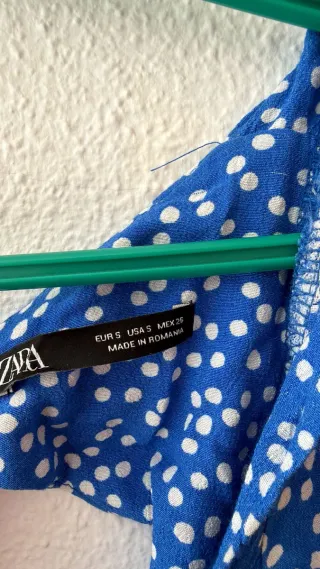 ZARA
EUR S USA S MEX 26
MADE IN ROMANIA